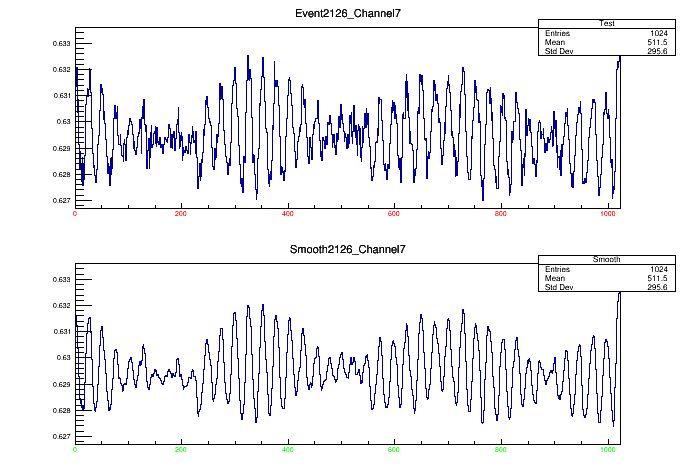 Event2126_Channel7
Test
Entries 1024
Mean 511.5
Std Dev 295.6
0.633
0.632
0.631
0.63
0.629
0.628
0.627
0 200 400 600 800 1000
Smooth2126_Channel7
Smooth
Entries 1024
Mean 511.5
Std Dev 295.6
0.633
0.632
0.631
0.63
0.629
0.628
0.627
0 200 400 600 800 1000